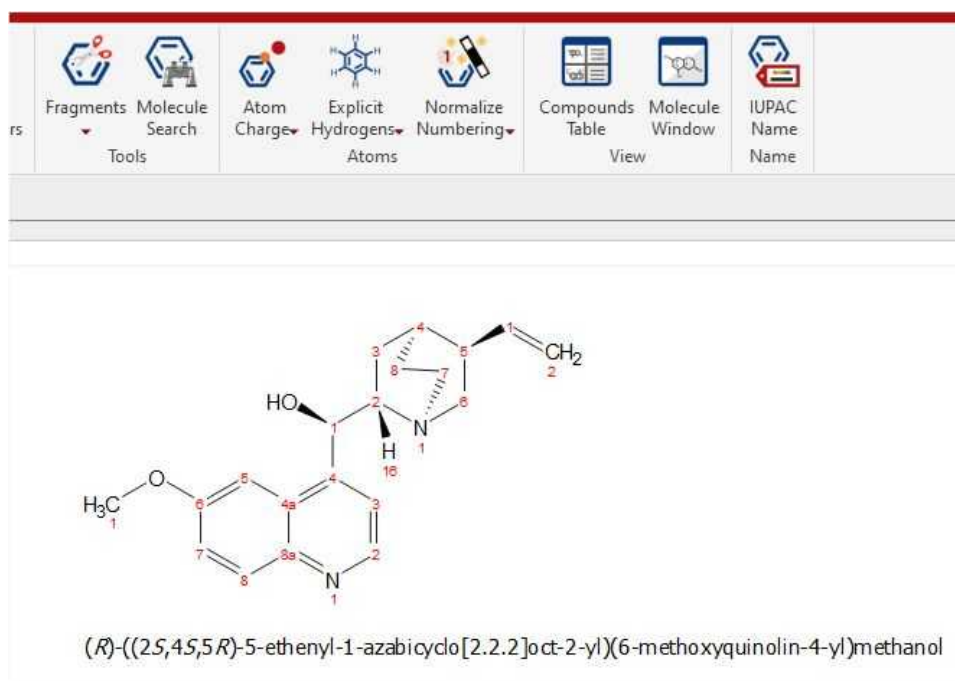 Fragments Molecule Search
Atom Charge Explicit Hydrogens Normalize Numbering
Compounds Table Molecule Window
IUPAC Name
rs
Tools Atoms View Name
1
H H H H H H
4 1
3 5 CH₂
8 7 2
HO 2 6
1 N
H 1
16
O 5 4
H₃C 6 4a 3
1
7 8a 2
8 N
1
(R)-((2S,4S,5R)-5-ethenyl-1-azabicyclo[2.2.2]oct-2-yl)(6-methoxyquinolin-4-yl)methanol